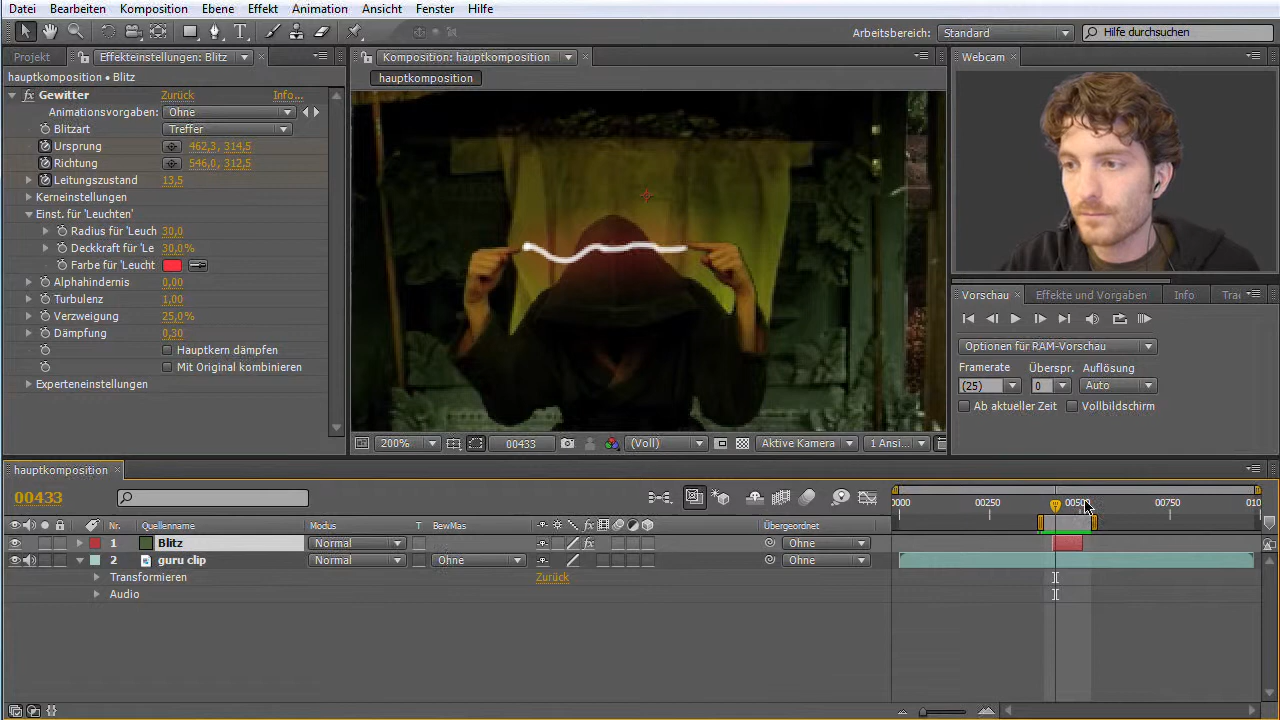 Datei Bearbeiten Komposition Ebene Effekt Animation Ansicht Fenster Hilfe
Arbeitsbereich: Standard Hilfe durchsuchen
Projekt Effekteinstellungen: Blitz Komposition: hauptkomposition Webcam
hauptkomposition • Blitz hauptkomposition
fx Gewitter Zurück Info...
Animationsvorgaben: Ohne
Blitzart Treffer
Ursprung 462,3, 314,5
Richtung 546,0, 312,5
Leitungszustand 13,5
Kerneinstellungen
Einst. für 'Leuchten'
Radius für 'Leuch 30,0
Deckkraft für 'Le 30,0%
Farbe für 'Leucht
Alphahindernis 0,00
Turbulenz 1,00
Verzweigung 25,0%
Dämpfung 0,30
Hauptkern dämpfen
Mit Original kombinieren
Experteneinstellungen
200% 00433 (Voll) Aktive Kamera 1 Ansi...
Vorschau Effekte und Vorgaben Info
Optionen für RAM-Vorschau
Framerate Überspr. Auflösung
(25) 0 Auto
Ab aktueller Zeit Vollbildschirm
hauptkomposition
00433
0000 00250 00500 00750
Nr. Quellenname Modus T BewMas Übergeordnet
1 Blitz Normal fx Ohne
2 guru clip Normal Ohne Ohne
Transformieren Zurück
Audio